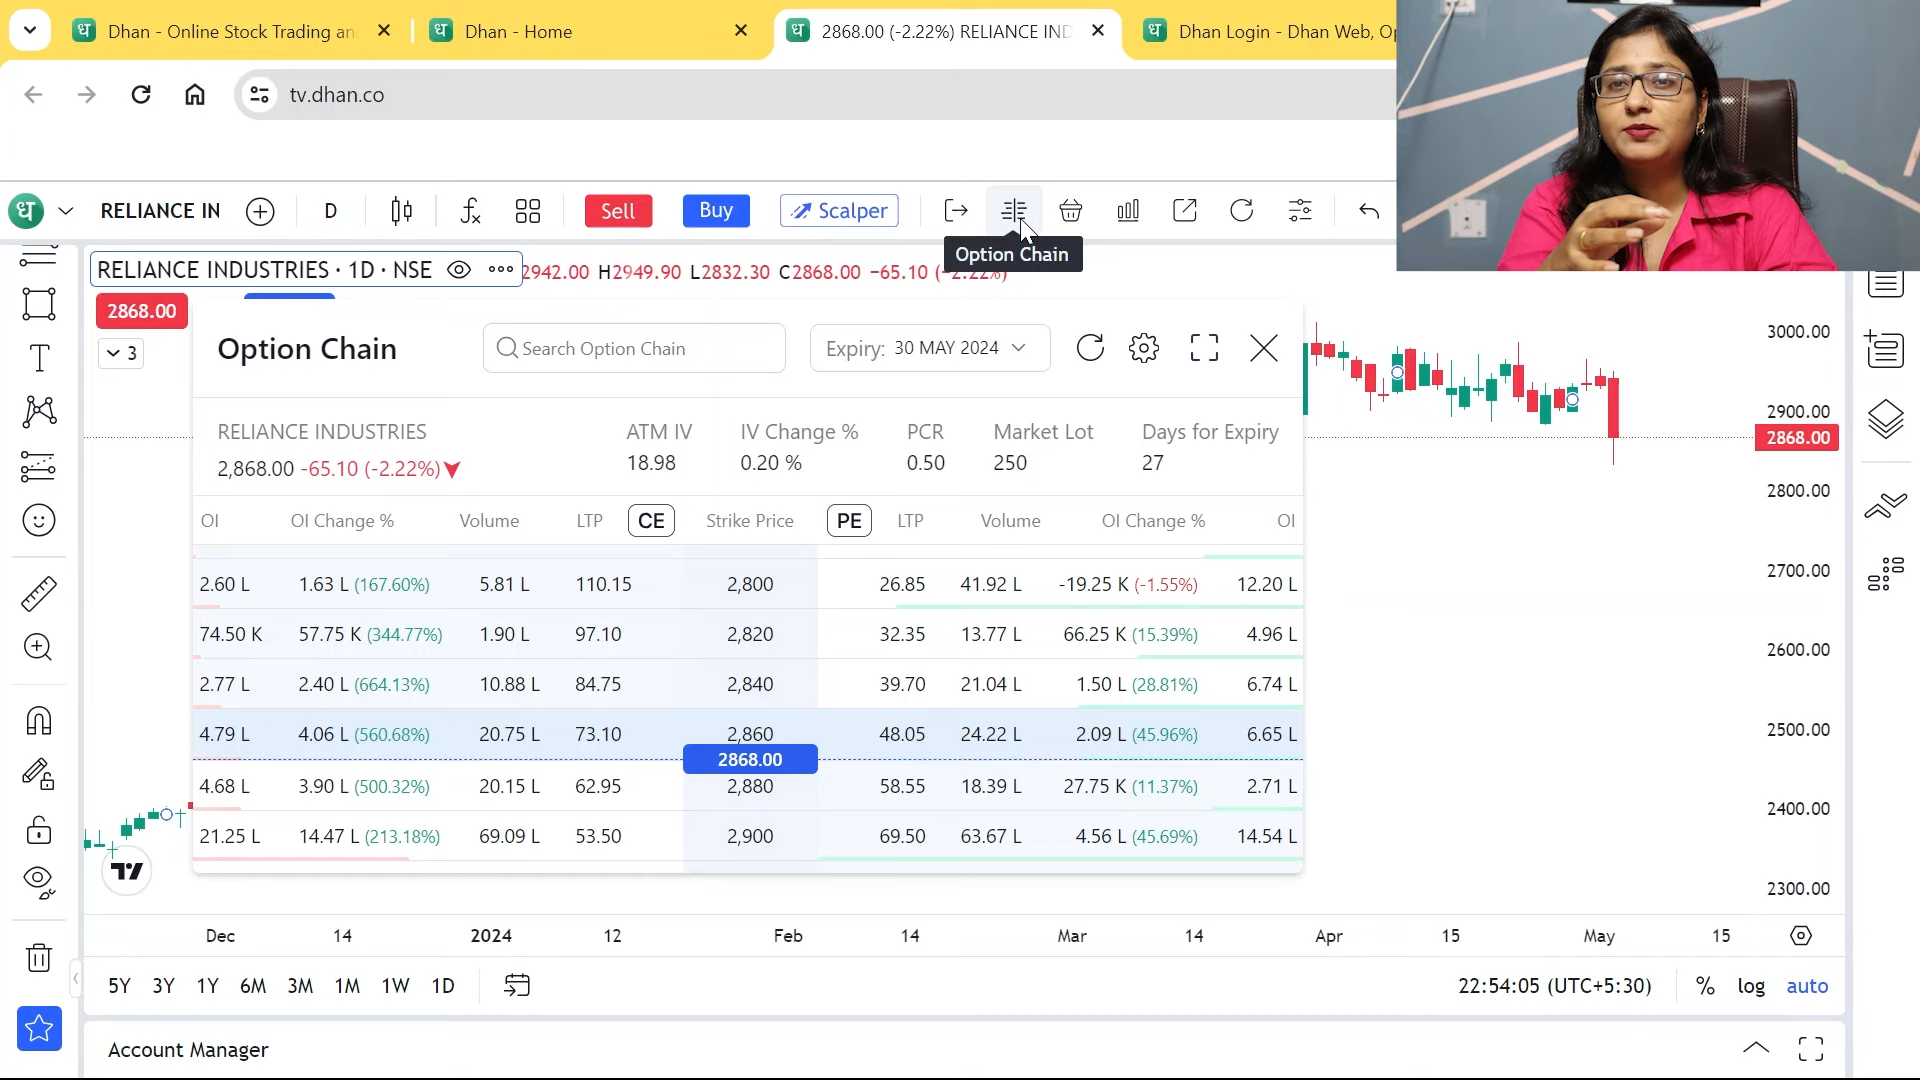 Dhan - Online Stock Trading an
Dhan - Home
2868.00 (-2.22%) RELIANCE IND
Dhan Login - Dhan Web, Op
tv.dhan.co
ध
RELIANCE IN
D
Sell
Buy
Scalper
Option Chain
RELIANCE INDUSTRIES · 1D · NSE
2942.00 H2949.90 L2832.30 C2868.00 −65.10 (−2.22%)
2868.00
3
Option Chain
Search Option Chain
Expiry: 30 MAY 2024
RELIANCE INDUSTRIES
ATM IV
IV Change %
PCR
Market Lot
Days for Expiry
2,868.00 -65.10 (-2.22%)
18.98
0.20 %
0.50
250
27
OI OI Change % Volume LTP CE Strike Price PE LTP Volume OI Change % OI
2.60 L 1.63 L (167.60%) 5.81 L 110.15 2,800 26.85 41.92 L -19.25 K (-1.55%) 12.20 L
74.50 K 57.75 K (344.77%) 1.90 L 97.10 2,820 32.35 13.77 L 66.25 K (15.39%) 4.96 L
2.77 L 2.40 L (664.13%) 10.88 L 84.75 2,840 39.70 21.04 L 1.50 L (28.81%) 6.74 L
4.79 L 4.06 L (560.68%) 20.75 L 73.10 2,860 48.05 24.22 L 2.09 L (45.96%) 6.65 L
2868.00
4.68 L 3.90 L (500.32%) 20.15 L 62.95 2,880 58.55 18.39 L 27.75 K (11.37%) 2.71 L
21.25 L 14.47 L (213.18%) 69.09 L 53.50 2,900 69.50 63.67 L 4.56 L (45.69%) 14.54 L
3000.00
2900.00
2868.00
2800.00
2700.00
2600.00
2500.00
2400.00
2300.00
Dec 14 2024 12 Feb 14 Mar 14 Apr 15 May 15
5Y 3Y 1Y 6M 3M 1M 1W 1D
22:54:05 (UTC+5:30) % log auto
Account Manager